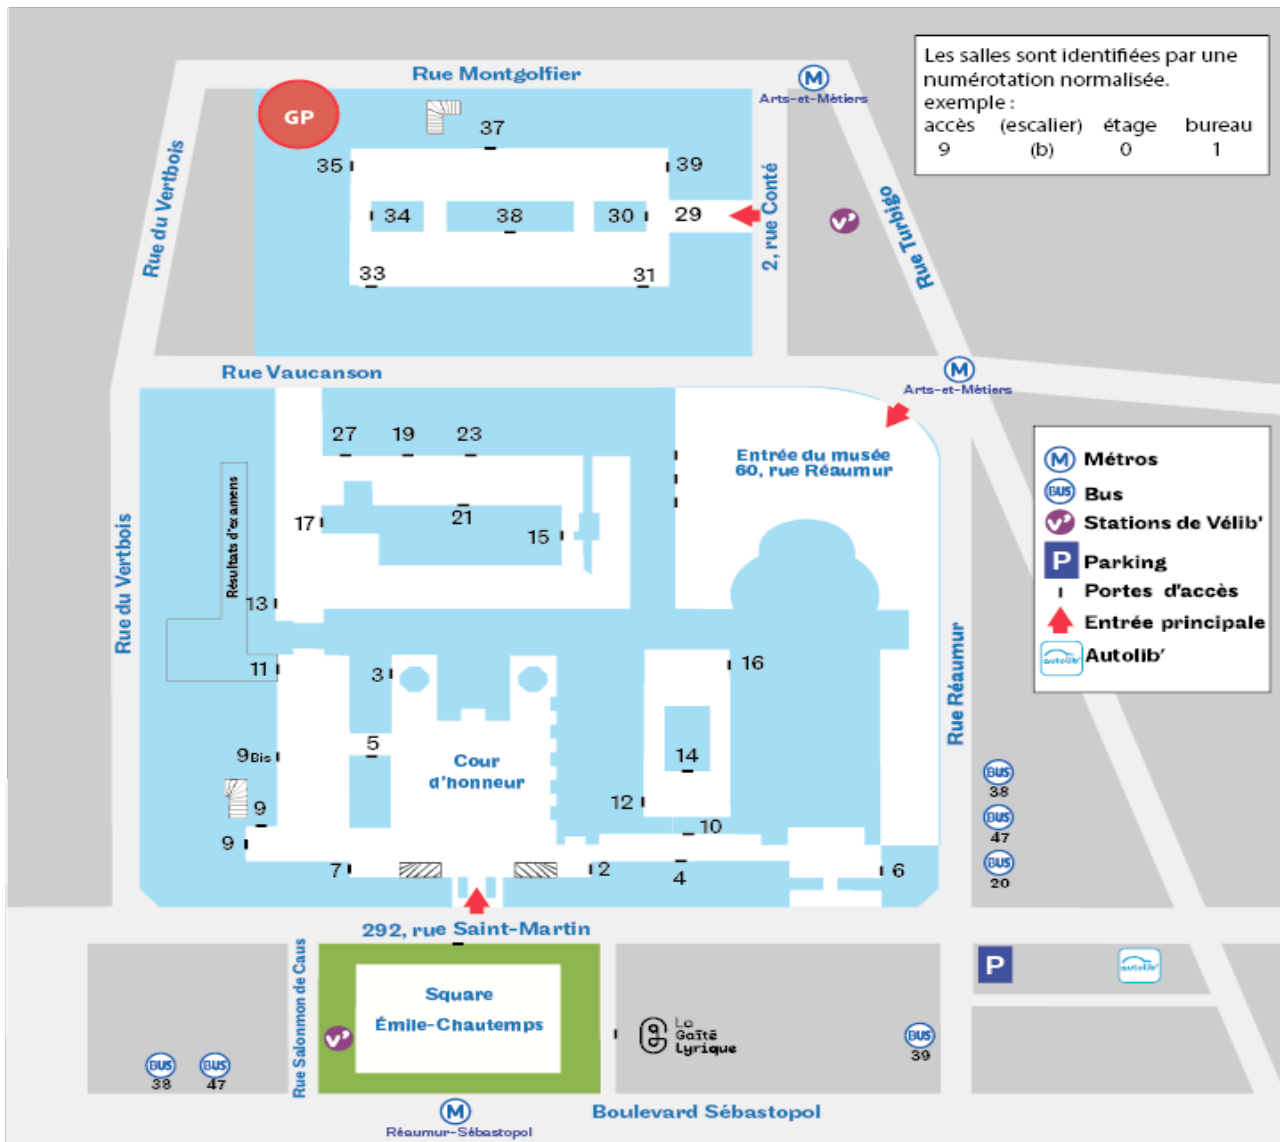 Rue Montgolfier
M
Arts-et-Métiers
Les salles sont identifiées par une
numérotation normalisée.
exemple :
accès (escalier) étage bureau
9 (b) 0 1
GP
37
35
39
34
38
30
29
33
31
Rue du Vertbois
2, rue Conté
v'
Rue Turbigo
Rue Vaucanson
M
Arts-et-Métiers
27
19
23
Entrée du musée
60, rue Réaumur
17
21
15
Résultats d'examens
13
Rue du Vertbois
11
3
16
5
9Bis
Cour
d'honneur
14
12
10
9
9
7
2
4
6
Rue Réaumur
M Métros
BUS Bus
v' Stations de Vélib'
P Parking
Portes d'accès
Entrée principale
autolib' Autolib'
BUS
38
BUS
47
BUS
20
292, rue Saint-Martin
Rue Salonmon de Caus
Square
Émile-Chautemps
v'
La
Gaîté
Lyrique
P
autolib'
BUS
38
BUS
47
BUS
39
M
Réaumur-Sébastopol
Boulevard Sébastopol